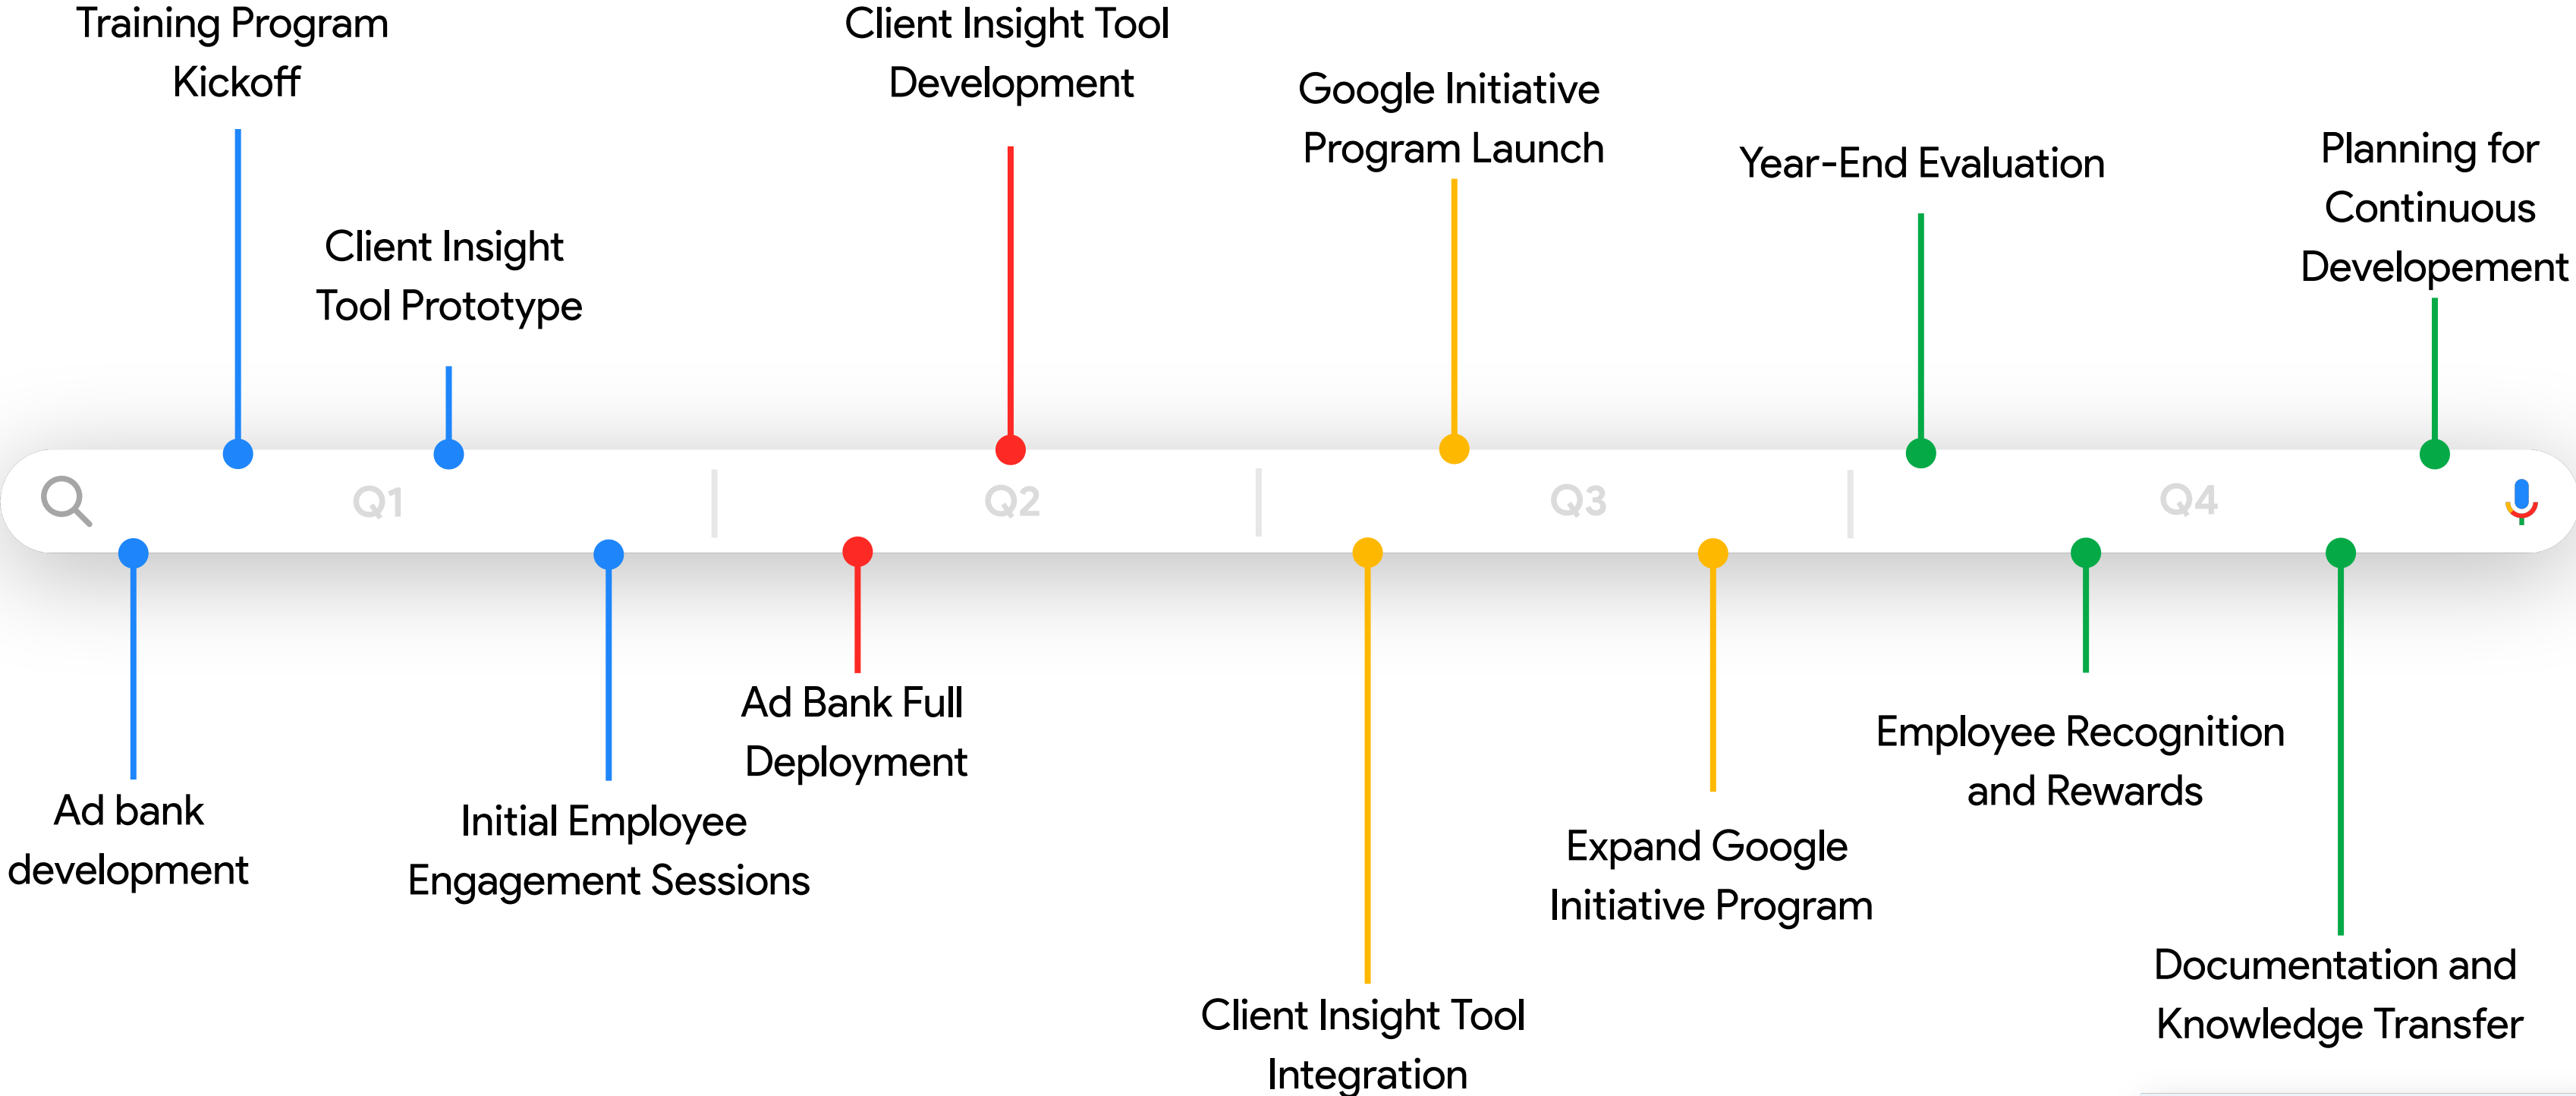 Training Program
Kickoff
Client Insight Tool
Development
Google Initiative
Program Launch
Year-End Evaluation
Planning for
Continuous
Developement
Client Insight
Tool Prototype
Q1
Q2
Q3
Q4
Ad bank
development
Initial Employee
Engagement Sessions
Ad Bank Full
Deployment
Client Insight Tool
Integration
Expand Google
Initiative Program
Employee Recognition
and Rewards
Documentation and
Knowledge Transfer